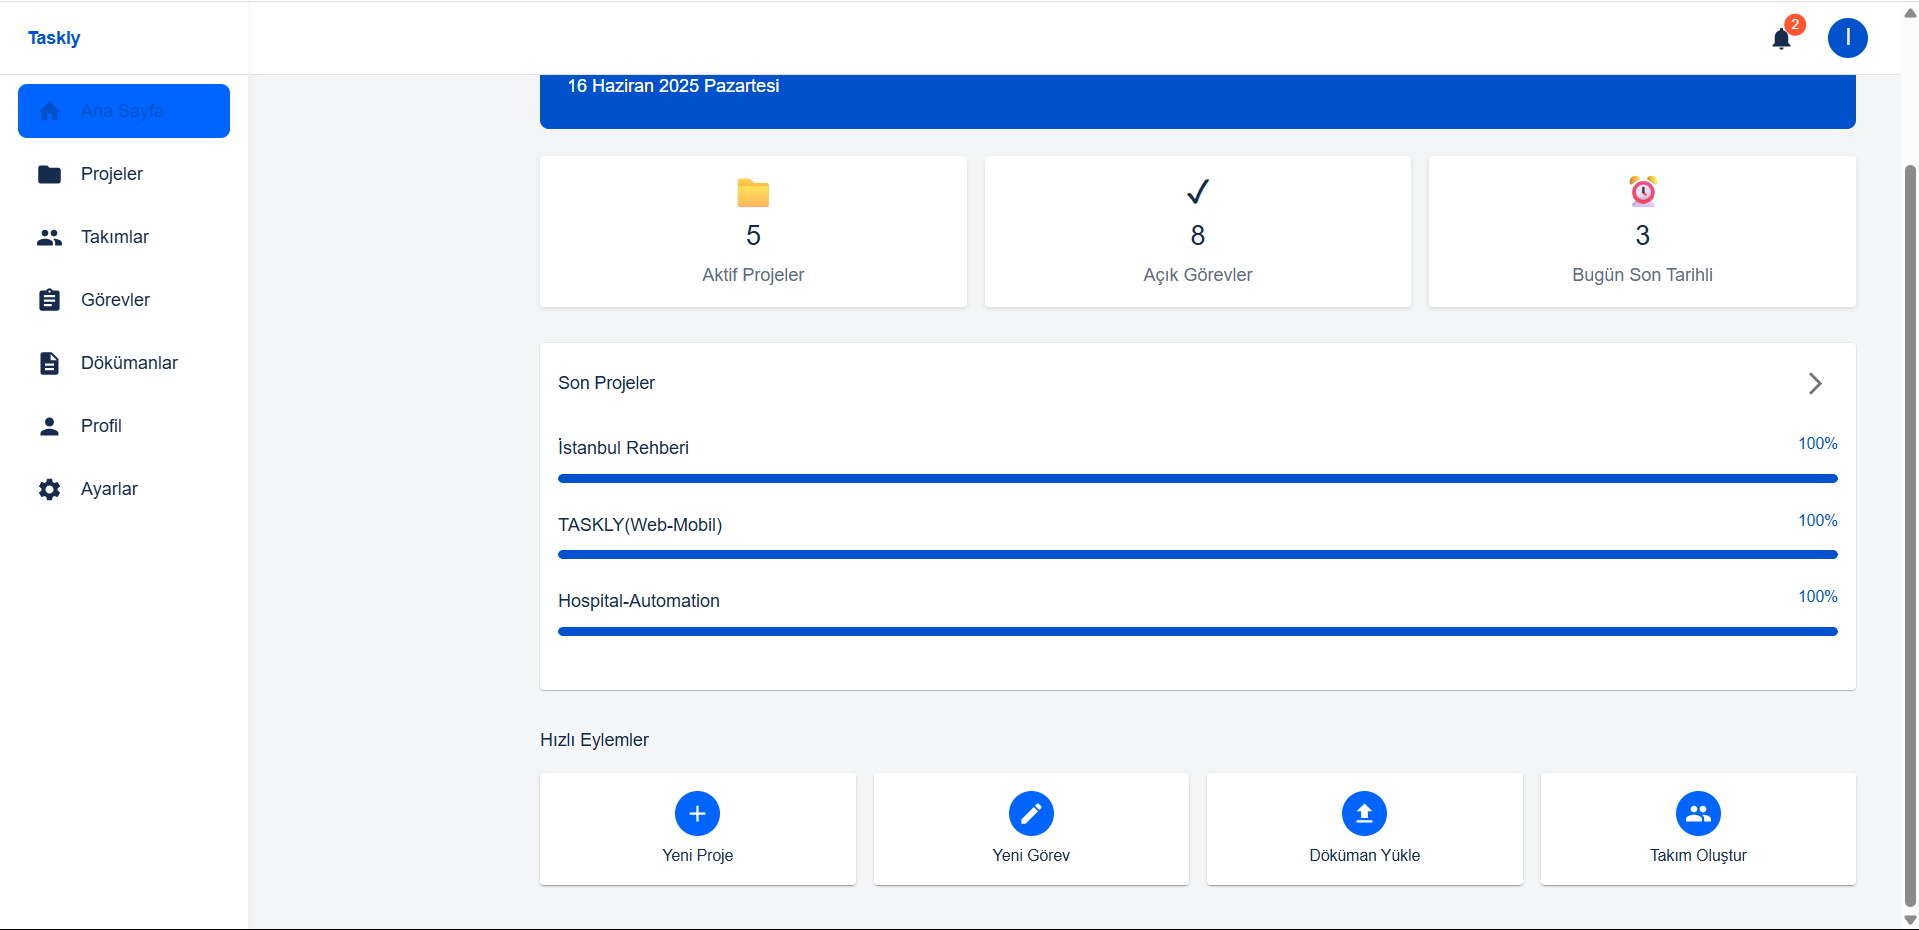 Taskly
2
I
Ana Sayfa
Projeler
Takımlar
Görevler
Dökümanlar
Profil
Ayarlar
16 Haziran 2025 Pazartesi
5
Aktif Projeler
8
Açık Görevler
3
Bugün Son Tarihli
Son Projeler
İstanbul Rehberi
100%
TASKLY(Web-Mobil)
100%
Hospital-Automation
100%
Hızlı Eylemler
Yeni Proje
Yeni Görev
Döküman Yükle
Takım Oluştur